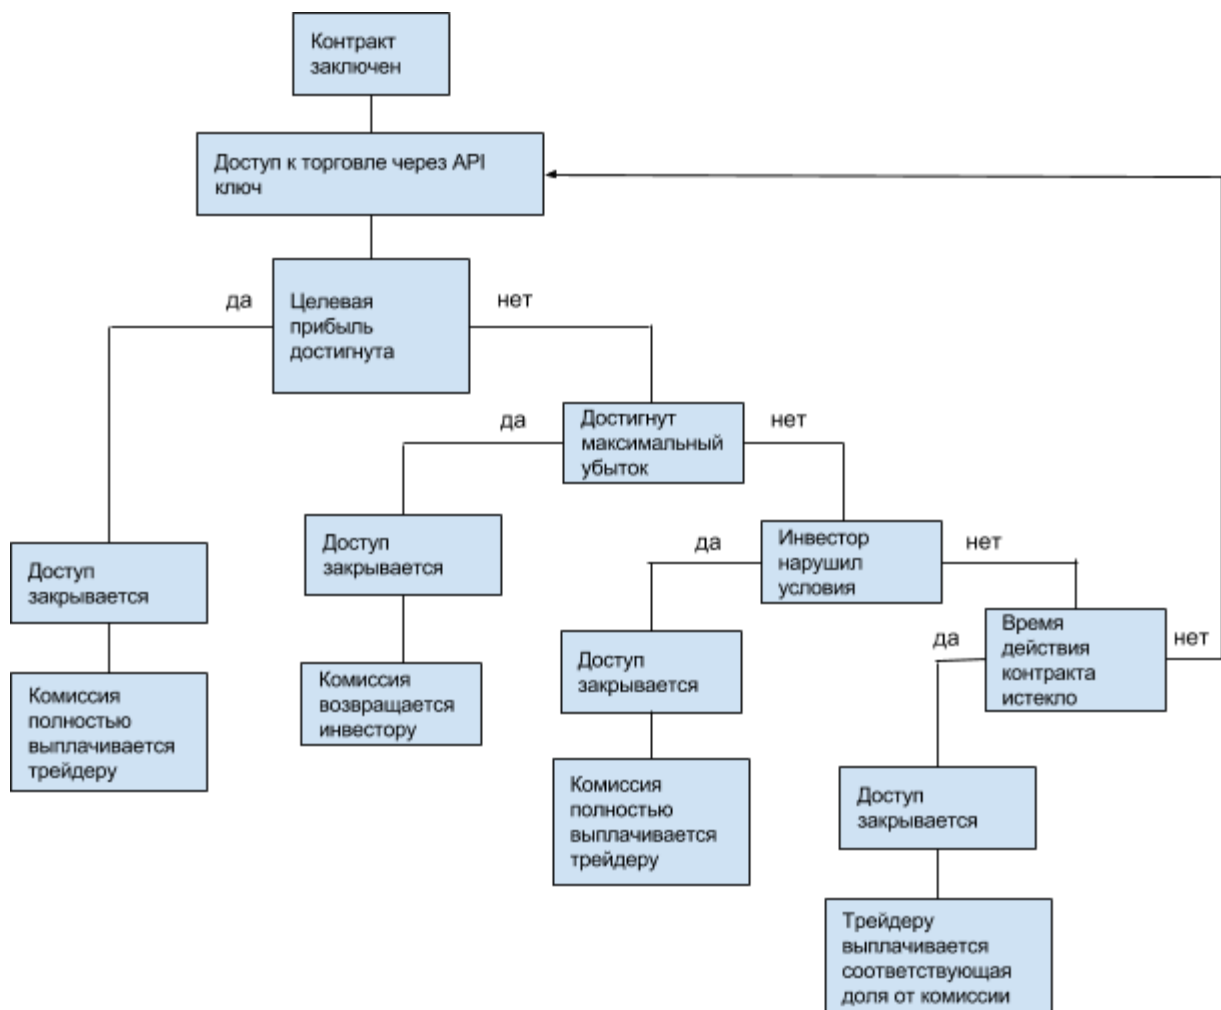 Контракт
заключен
Доступ к торговле через API
ключ
да
Целевая
прибыль
достигнута
нет
да
Достигнут
максимальный
убыток
нет
Доступ
закрывается
Комиссия
полностью
выплачивается
трейдеру
Доступ
закрывается
Комиссия
возвращается
инвестору
да
Инвестор
нарушил
условия
нет
Доступ
закрывается
Комиссия
полностью
выплачивается
трейдеру
да
Время
действия
контракта
истекло
нет
Доступ
закрывается
Трейдеру
выплачивается
соответствующая
доля от комиссии